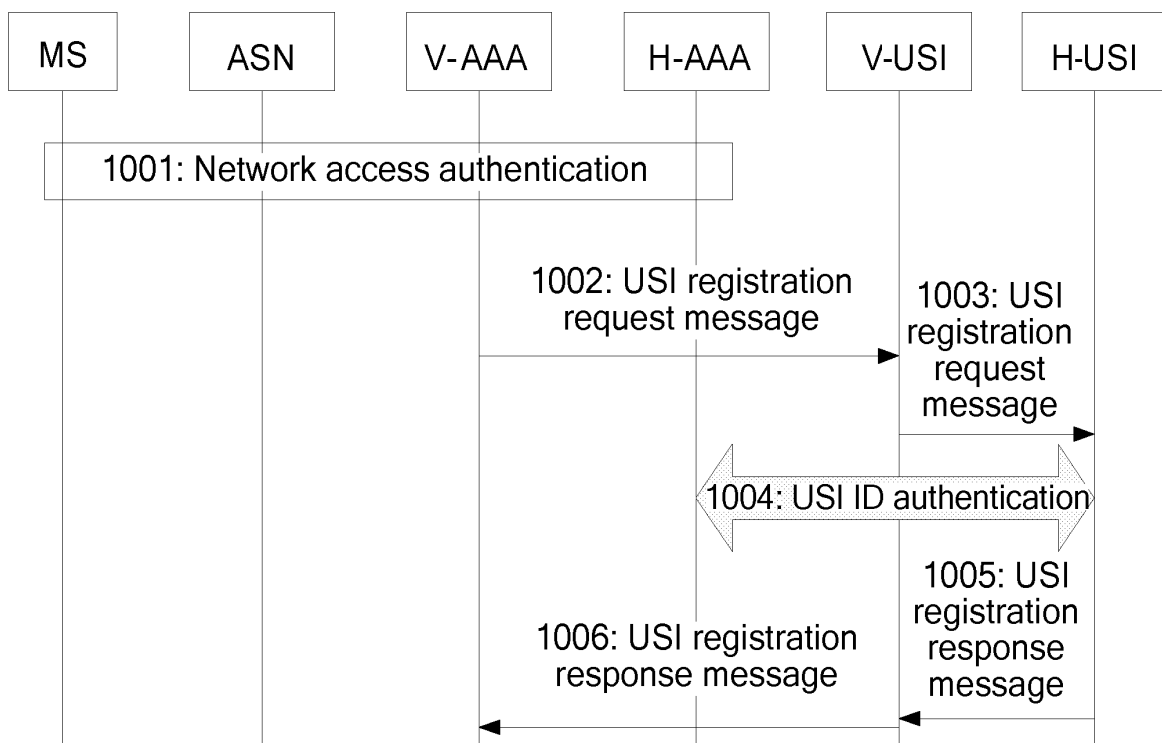 MS
ASN
V-AAA
H-AAA
V-USI
H-USI
1001: Network access authentication
1002: USI registration
request message
1003: USI
registration
request
message
1004: USI ID authentication
1005: USI
registration
response
message
1006: USI registration
response message